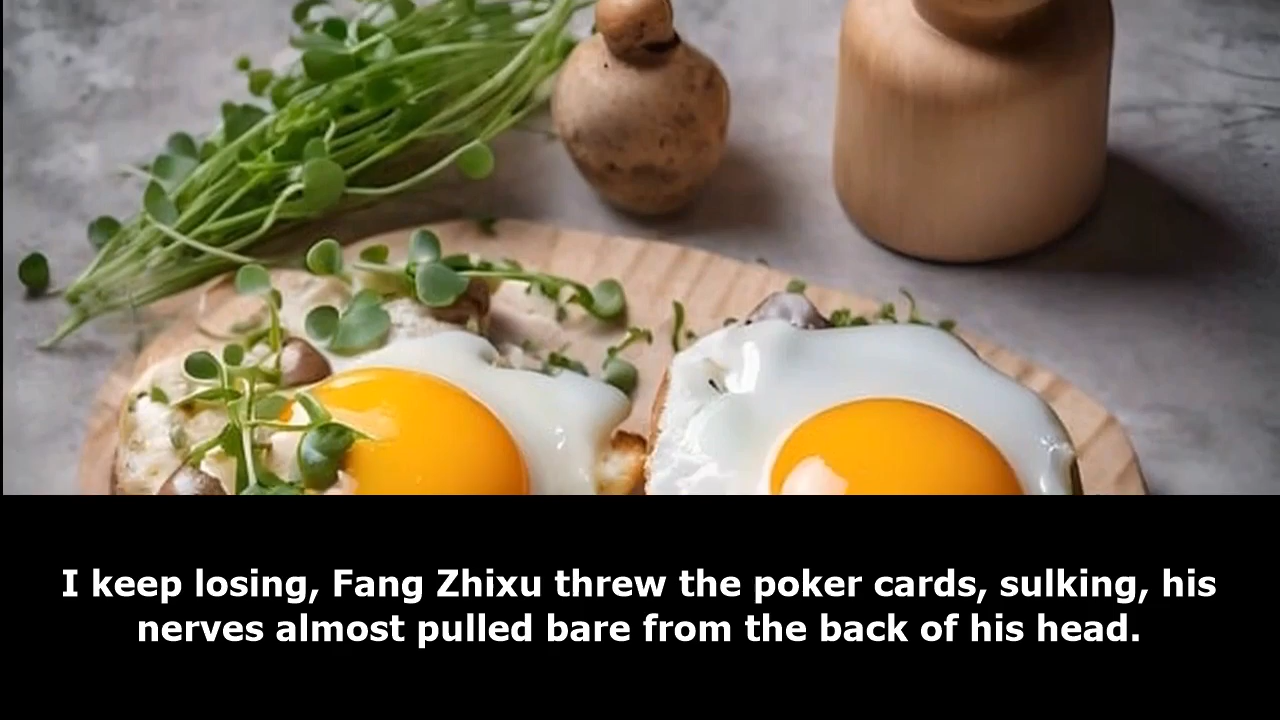 I keep losing, Fang Zhixu threw the poker cards, sulking, his
nerves almost pulled bare from the back of his head.